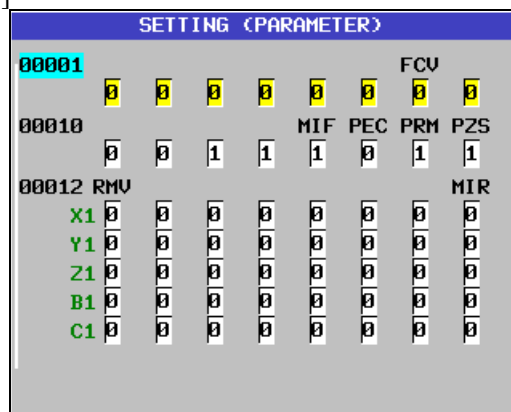 SETTING (PARAMETER)
00001 FCV
0 0 0 0 0 0 0 0
00010 MIF PEC PRM PZS
0 0 1 1 1 0 1 1
00012 RMV MIR
X1 0 0 0 0 0 0 0 0
Y1 0 0 0 0 0 0 0 0
Z1 0 0 0 0 0 0 0 0
B1 0 0 0 0 0 0 0 0
C1 0 0 0 0 0 0 0 0